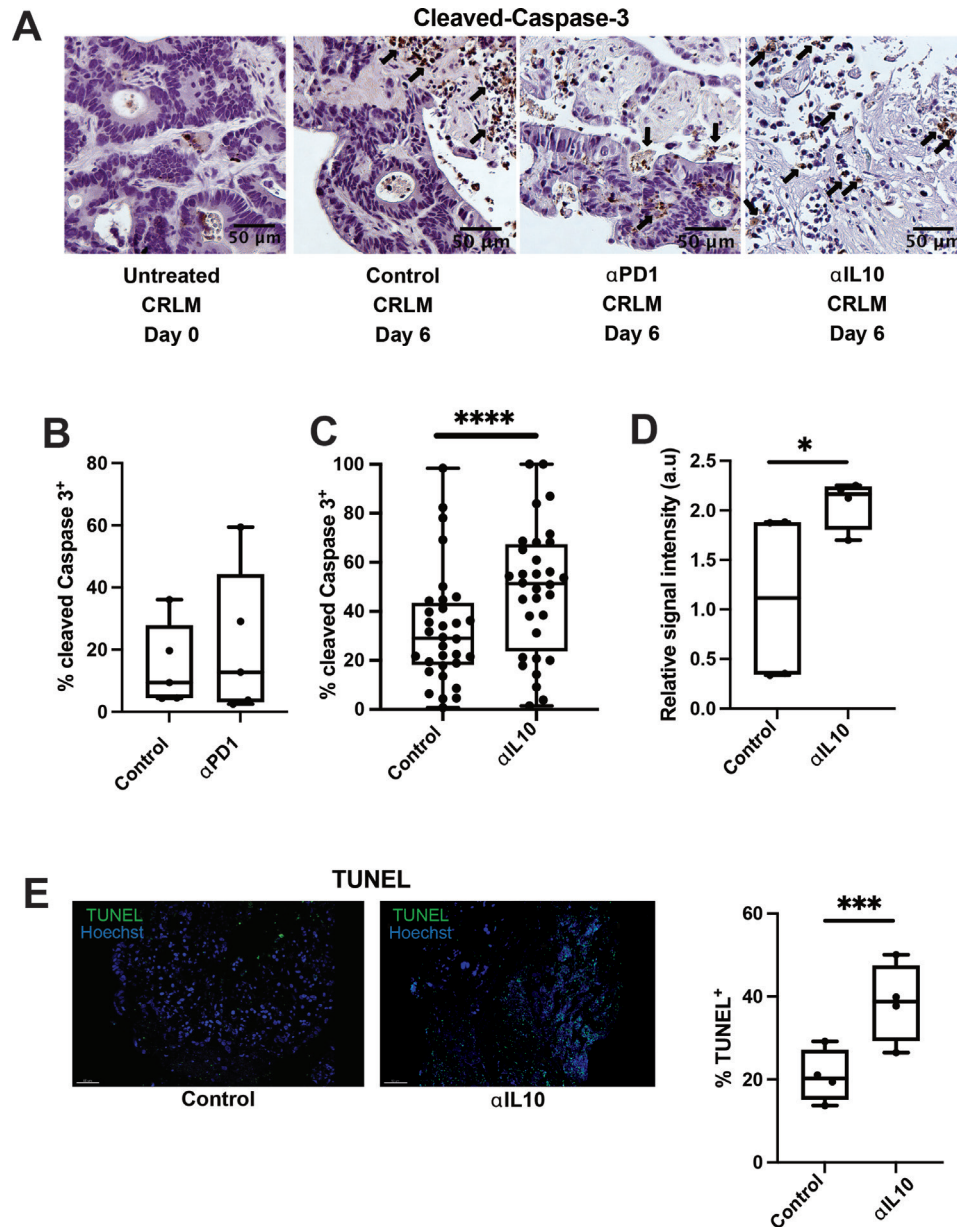 A
Cleaved-Caspase-3
50 µm
50 µm
50 µm
50 µm
Untreated
CRLM
Day 0
Control
CRLM
Day 6
αPD1
CRLM
Day 6
αIL10
CRLM
Day 6
B
% cleaved Caspase 3+
80
60
40
20
0
Control
αPD1
C
****
% cleaved Caspase 3+
100
80
60
40
20
0
Control
αIL10
D
*
Relative signal intensity (a.u)
2.5
2.0
1.5
1.0
0.5
0.0
Control
αIL10
E
TUNEL
TUNEL
Hoechst
Control
TUNEL
Hoechst
αIL10
***
% TUNEL+
60
40
20
0
Control
αIL10